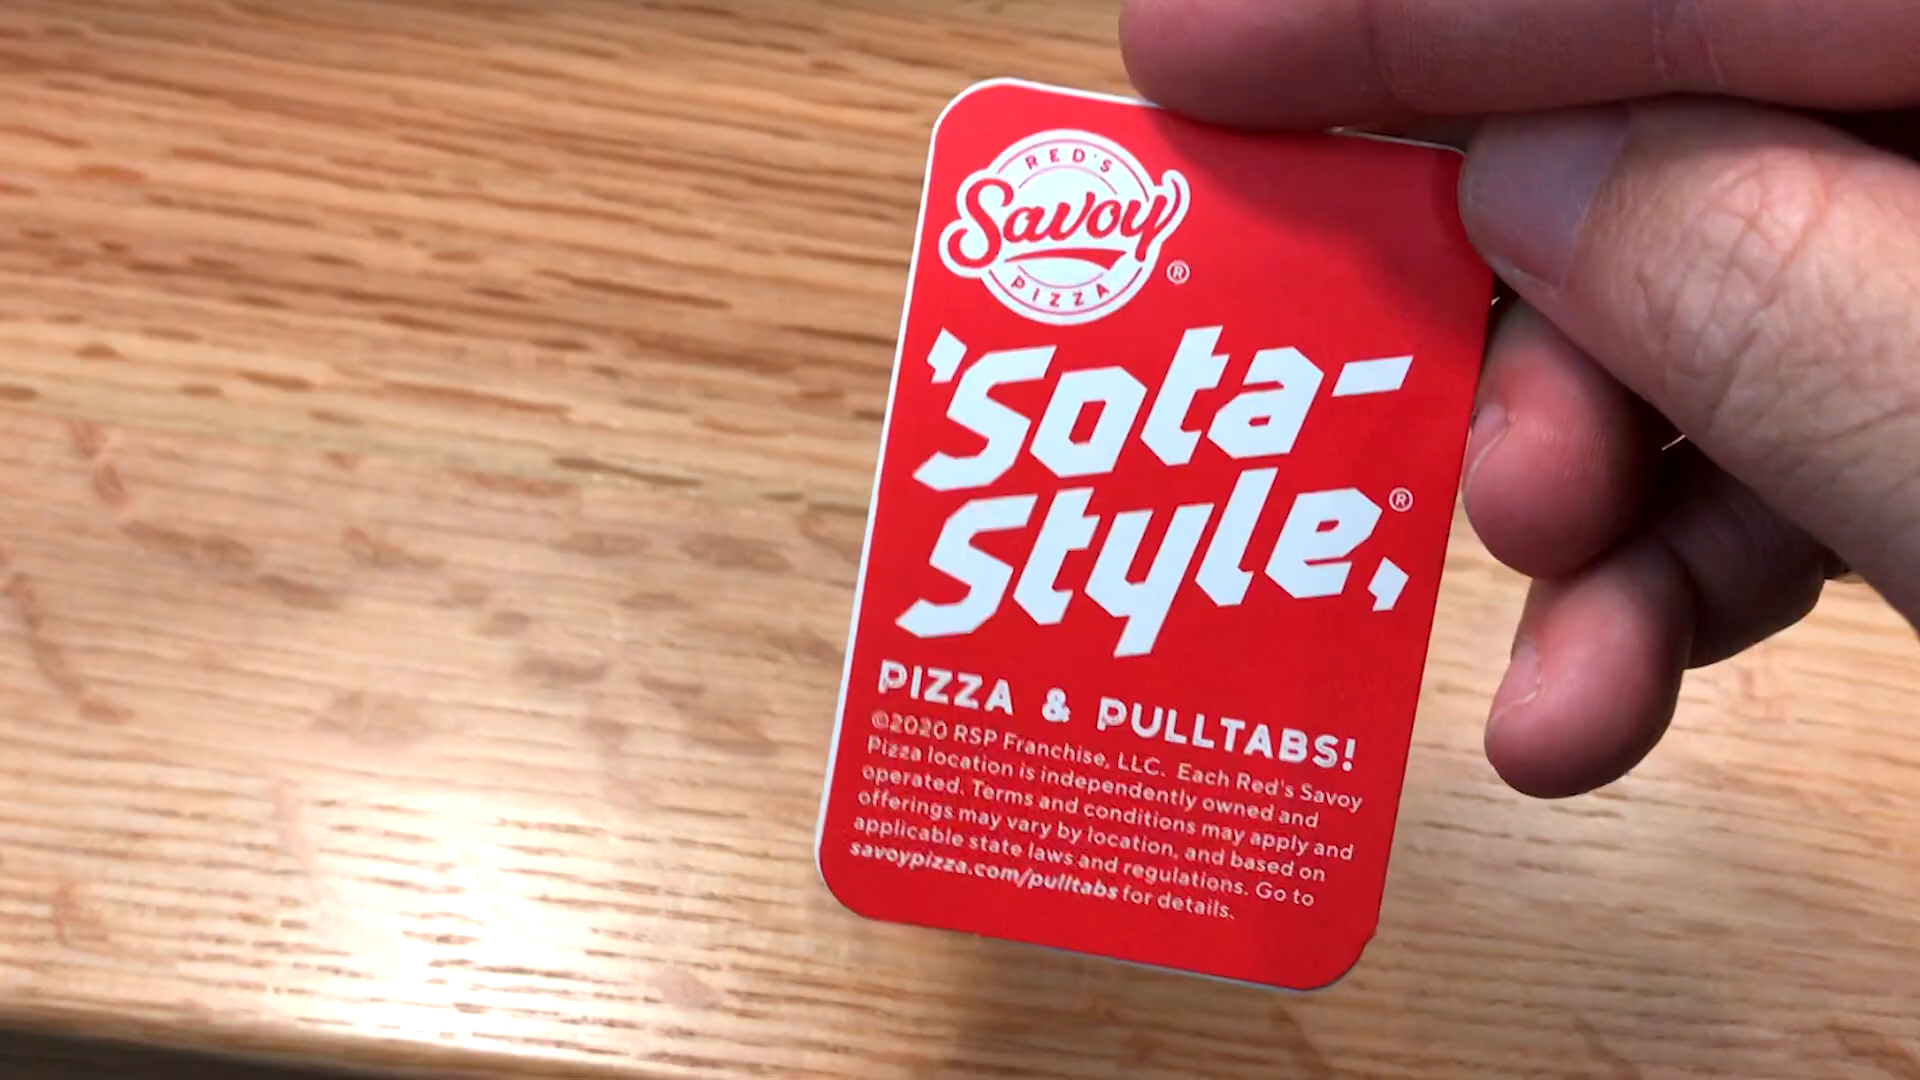 RED'S
Savoy
PIZZA
®
'Sota-
Style,®
PIZZA & PULLTABS!
©2020 RSP Franchise, LLC. Each Red's Savoy
Pizza location is independently owned and
operated. Terms and conditions may apply and
offerings may vary by location, and based on
applicable state laws and regulations. Go to
savoypizza.com/pulltabs for details.